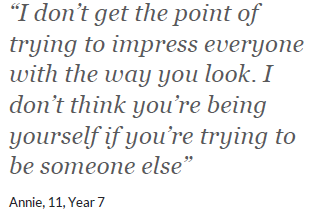 “I don’t get the point of
trying to impress everyone
with the way you look. I
don’t think you’re being
yourself if you’re trying to
be someone else”
Annie, 11, Year 7